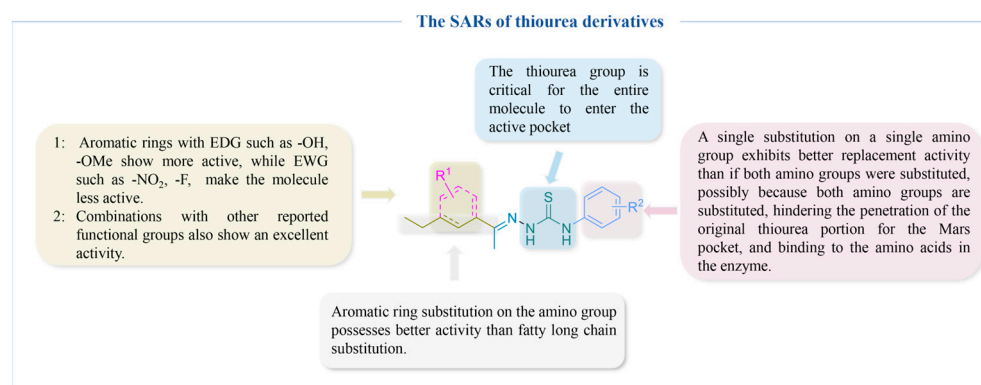 The SARs of thiourea derivatives
The thiourea group is
critical for the entire
molecule to enter the
active pocket
1: Aromatic rings with EDG such as -OH,
-OMe show more active, while EWG
such as -NO₂, -F, make the molecule
less active.
2: Combinations with other reported
functional groups also show an excellent
activity.
A single substitution on a single amino
group exhibits better replacement activity
than if both amino groups were substituted,
possibly because both amino groups are
substituted, hindering the penetration of the
original thiourea portion for the Mars
pocket, and binding to the amino acids in
the enzyme.
R¹
S
N
N
H
N
H
R²
Aromatic ring substitution on the amino group
possesses better activity than fatty long chain
substitution.